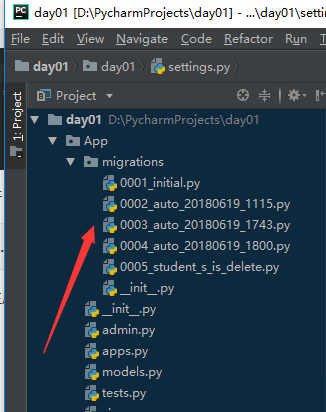 PC day01 [D:\PycharmProjects\day01] - ...\day01\setti
File Edit View Navigate Code Refactor Run
day01 day01 settings.py
1: Project
Project
day01 D:\PycharmProjects\day01
App
migrations
0001_initial.py
0002_auto_20180619_1115.py
0003_auto_20180619_1743.py
0004_auto_20180619_1800.py
0005_student_s_is_delete.py
__init__.py
__init__.py
admin.py
apps.py
models.py
tests.py